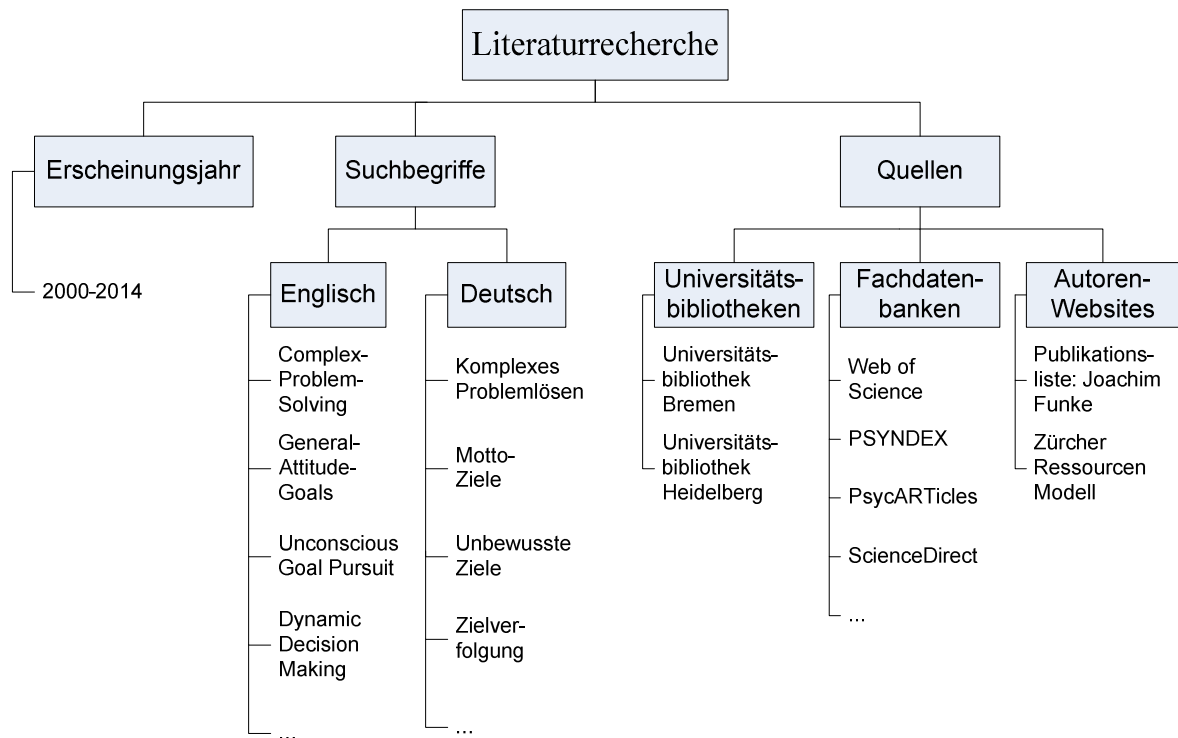 Literaturrecherche
Erscheinungsjahr
2000-2014
Suchbegriffe
Englisch
Complex-
Problem-
Solving
General-
Attitude-
Goals
Unconscious
Goal Pursuit
Dynamic
Decision
Making
...
Deutsch
Komplexes
Problemlösen
Motto-
Ziele
Unbewusste
Ziele
Zielver-
folgung
...
Quellen
Universitäts-
bibliotheken
Universitäts-
bibliothek
Bremen
Universitäts-
bibliothek
Heidelberg
Fachdaten-
banken
Web of
Science
PSYNDEX
PsycARTicles
ScienceDirect
...
Autoren-
Websites
Publikations-
liste: Joachim
Funke
Zürcher
Ressourcen
Modell